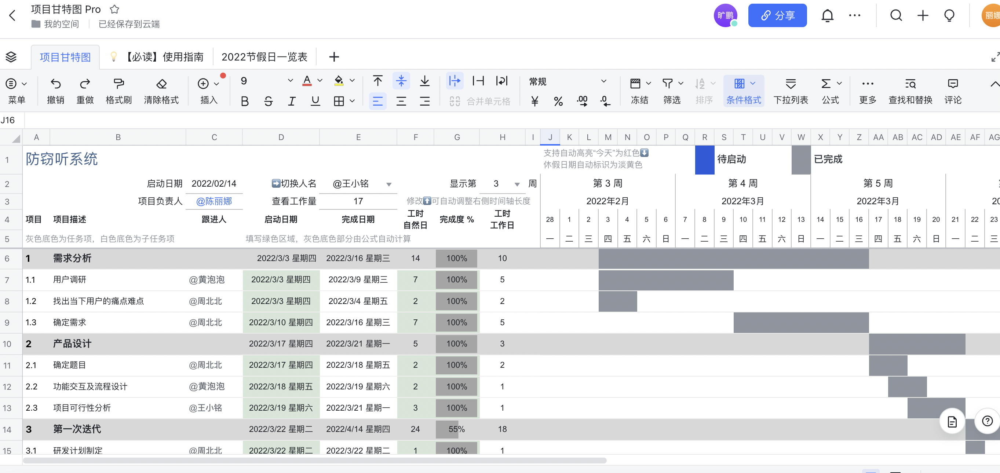 项目甘特图 Pro
我的空间 已经保存到云端
旷鹏 分享 丽娜
项目甘特图 【必读】使用指南 2022节假日一览表
9 A 常规
菜单 撤销 重做 格式刷 清除格式 插入 B S I U 合并单元格 ¥ % .00 .0 冻结 筛选 排序 条件格式 下拉列表 公式 更多 查找和替换 评论
J16
A B C D E F G H I J K L M N O P Q R S T U V W X Y Z AA AB AC AD AE AF AG
1 防窃听系统 支持自动高亮“今天”为红色⬇️ 待启动 已完成
休假日期自动标识为淡黄色
2 启动日期 2022/02/14 ➡️切换人名 @王小铭 显示第 3 周 第 3 周 第 4 周 第 5 周
3 项目负责人 @陈丽娜 查看工作量 17 修改⬆️可自动调整右侧时间轴长度 2022年2月 2022年3月 2022年3月 20
4 项目 项目描述 跟进人 启动日期 完成日期 工时 自然日 完成度 % 工时 工作日 28 1 2 3 4 5 6 7 8 9 10 11 12 13 14 15 16 17 18 19 20 21 22 23
5 灰色底色为任务项，白色底色为子任务项 填写绿色区域，灰色底色部分由公式自动计算 一 二 三 四 五 六 日 一 二 三 四 五 六 日 一 二 三 四 五 六 日 一 二 三
6 1 需求分析 2022/3/3 星期四 2022/3/16 星期三 14 100% 10
7 1.1 用户调研 @黄泡泡 2022/3/3 星期四 2022/3/9 星期三 7 100% 5
8 1.2 找出当下用户的痛点难点 @周北北 2022/3/3 星期四 2022/3/4 星期五 2 100% 2
9 1.3 确定需求 @周北北 2022/3/10 星期四 2022/3/16 星期三 7 100% 5
10 2 产品设计 2022/3/17 星期四 2022/3/21 星期一 5 100% 3
11 2.1 确定题目 @周北北 2022/3/17 星期四 2022/3/18 星期五 2 100% 2
12 2.2 功能交互及流程设计 @黄泡泡 2022/3/18 星期五 2022/3/19 星期六 2 100% 1
13 2.3 项目可行性分析 @王小铭 2022/3/19 星期六 2022/3/21 星期一 3 100% 1
14 3 第一次迭代 2022/3/22 星期二 2022/4/14 星期四 24 55% 18
15 3.1 研发计划制定 @周北北 2022/3/22 星期二 2022/3/22 星期二 1 100% 1